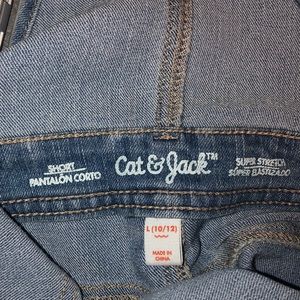 SHORT
PANTALÓN CORTO
Cat & Jack™
SUPER STRETCH
SÚPER ELASTIZADO
L (10/12)
MADE IN
CHINA